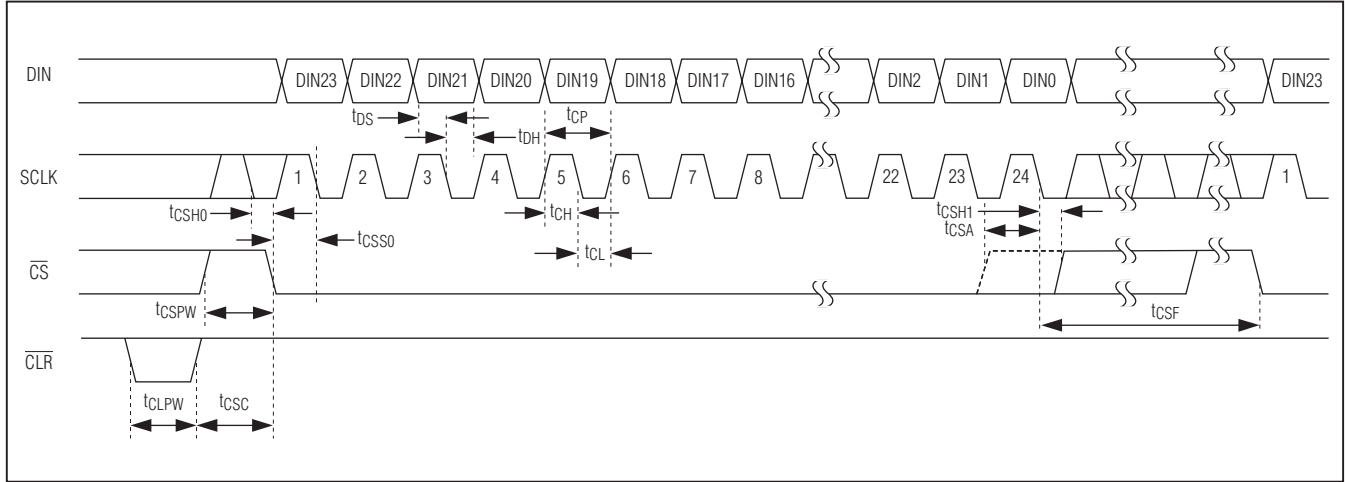 DIN DIN23 DIN22 DIN21 DIN20 DIN19 DIN18 DIN17 DIN16 DIN2 DIN1 DIN0 DIN23
tDS tDH tCP
SCLK 1 2 3 4 5 6 7 8 22 23 24 1
tCSH0 tCH tCSH1
tCSS0 tCL tCSA
CS
tCSPW tCSF
CLR
tCLPW tCSC